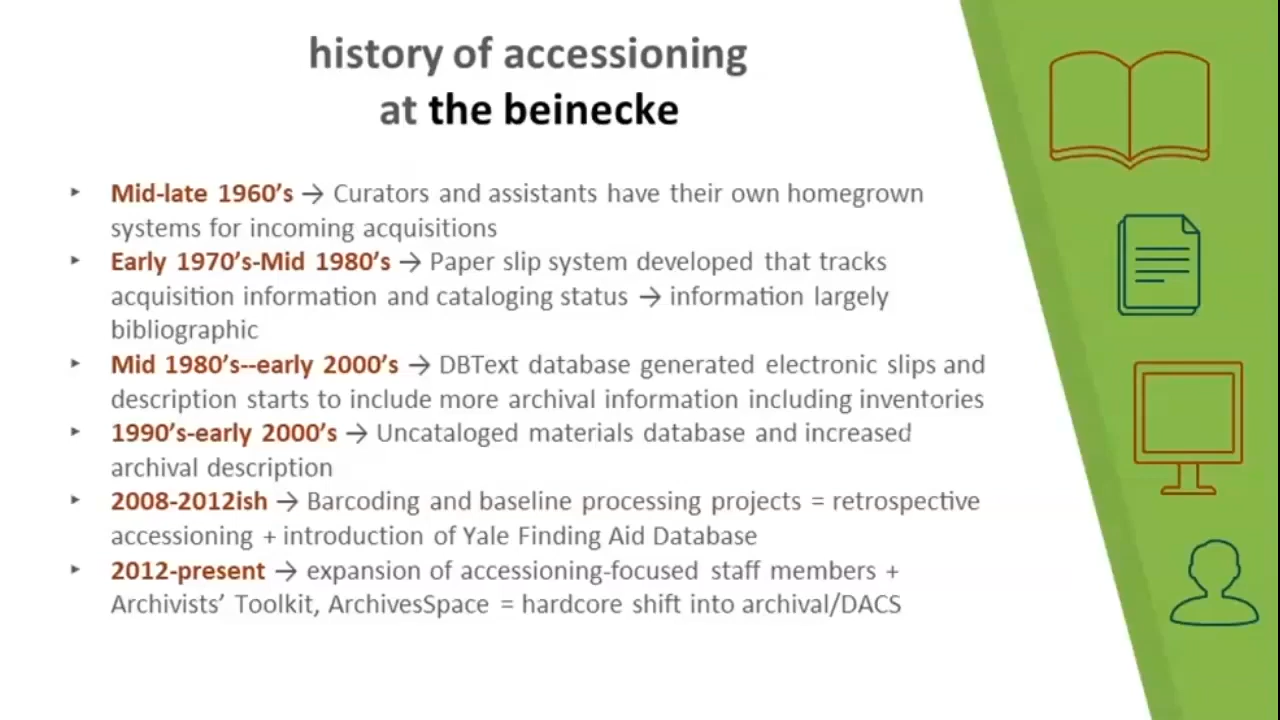 history of accessioning
at the beinecke
‣ Mid-late 1960's → Curators and assistants have their own homegrown
systems for incoming acquisitions
‣ Early 1970's-Mid 1980's → Paper slip system developed that tracks
acquisition information and cataloging status → information largely
bibliographic
‣ Mid 1980's--early 2000's → DBText database generated electronic slips and
description starts to include more archival information including inventories
‣ 1990's-early 2000's → Uncataloged materials database and increased
archival description
‣ 2008-2012ish → Barcoding and baseline processing projects = retrospective
accessioning + introduction of Yale Finding Aid Database
‣ 2012-present → expansion of accessioning-focused staff members +
Archivists' Toolkit, ArchivesSpace = hardcore shift into archival/DACS